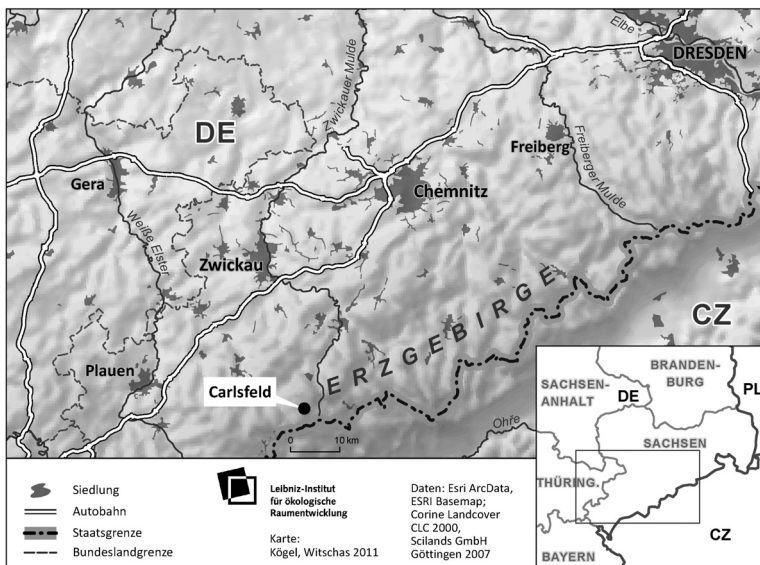 Elbe
DRESDEN
Zwickauer Mulde
DE
Freiberg
Freiberger Mulde
Gera
Chemnitz
Weiße Elster
Zwickau
ERZGEBIRGE
CZ
Plauen
Carlsfeld
0 10 km
Ohře
BRANDEN-
BURG
SACHSEN-
ANHALT
DE
PL
SACHSEN
THÜRING.
CZ
BAYERN
Siedlung
Autobahn
Staatsgrenze
Bundeslandgrenze
Leibniz-Institut
für ökologische
Raumentwicklung
Karte:
Kögel, Witschas 2011
Daten: Esri ArcData,
ESRI Basemap;
Corine Landcover
CLC 2000,
Scilands GmbH
Göttingen 2007